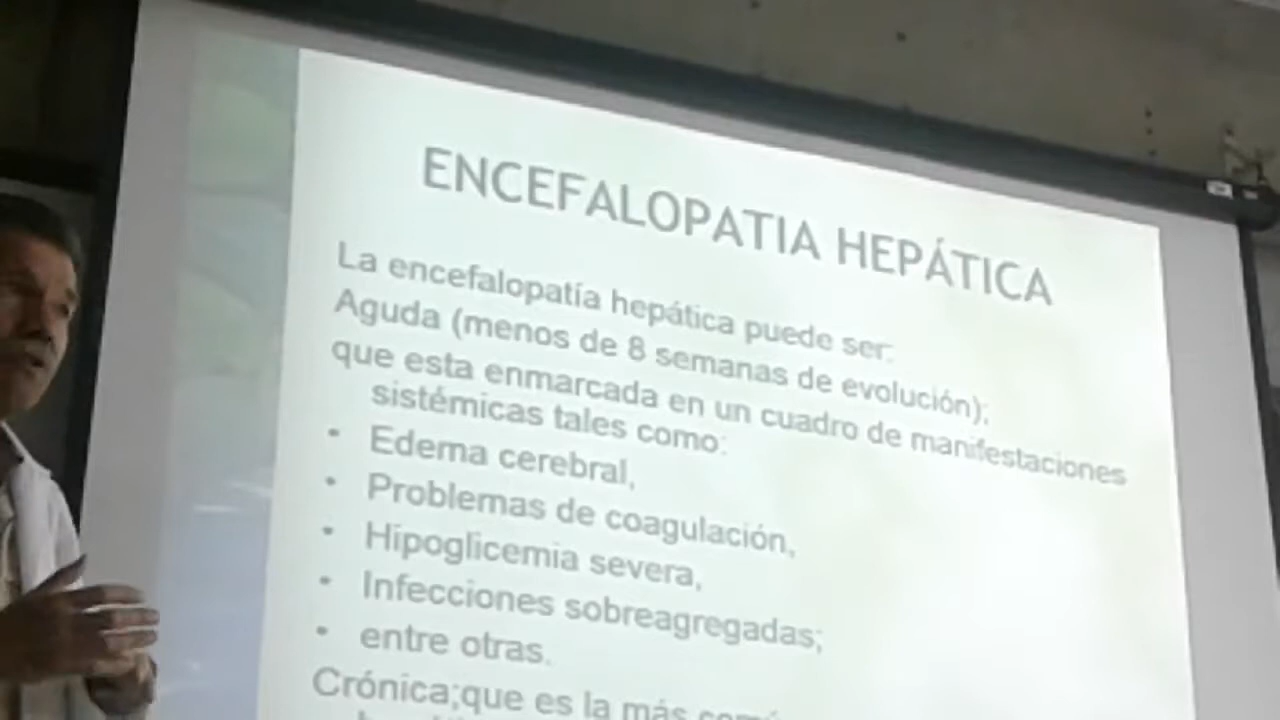 ENCEFALOPATIA HEPÁTICA
La encefalopatía hepática puede ser:
Aguda (menos de 8 semanas de evolución);
que esta enmarcada en un cuadro de manifestaciones
sistémicas tales como:
• Edema cerebral,
• Problemas de coagulación,
• Hipoglicemia severa,
• Infecciones sobreagregadas;
• entre otras.
Crónica;que es la más